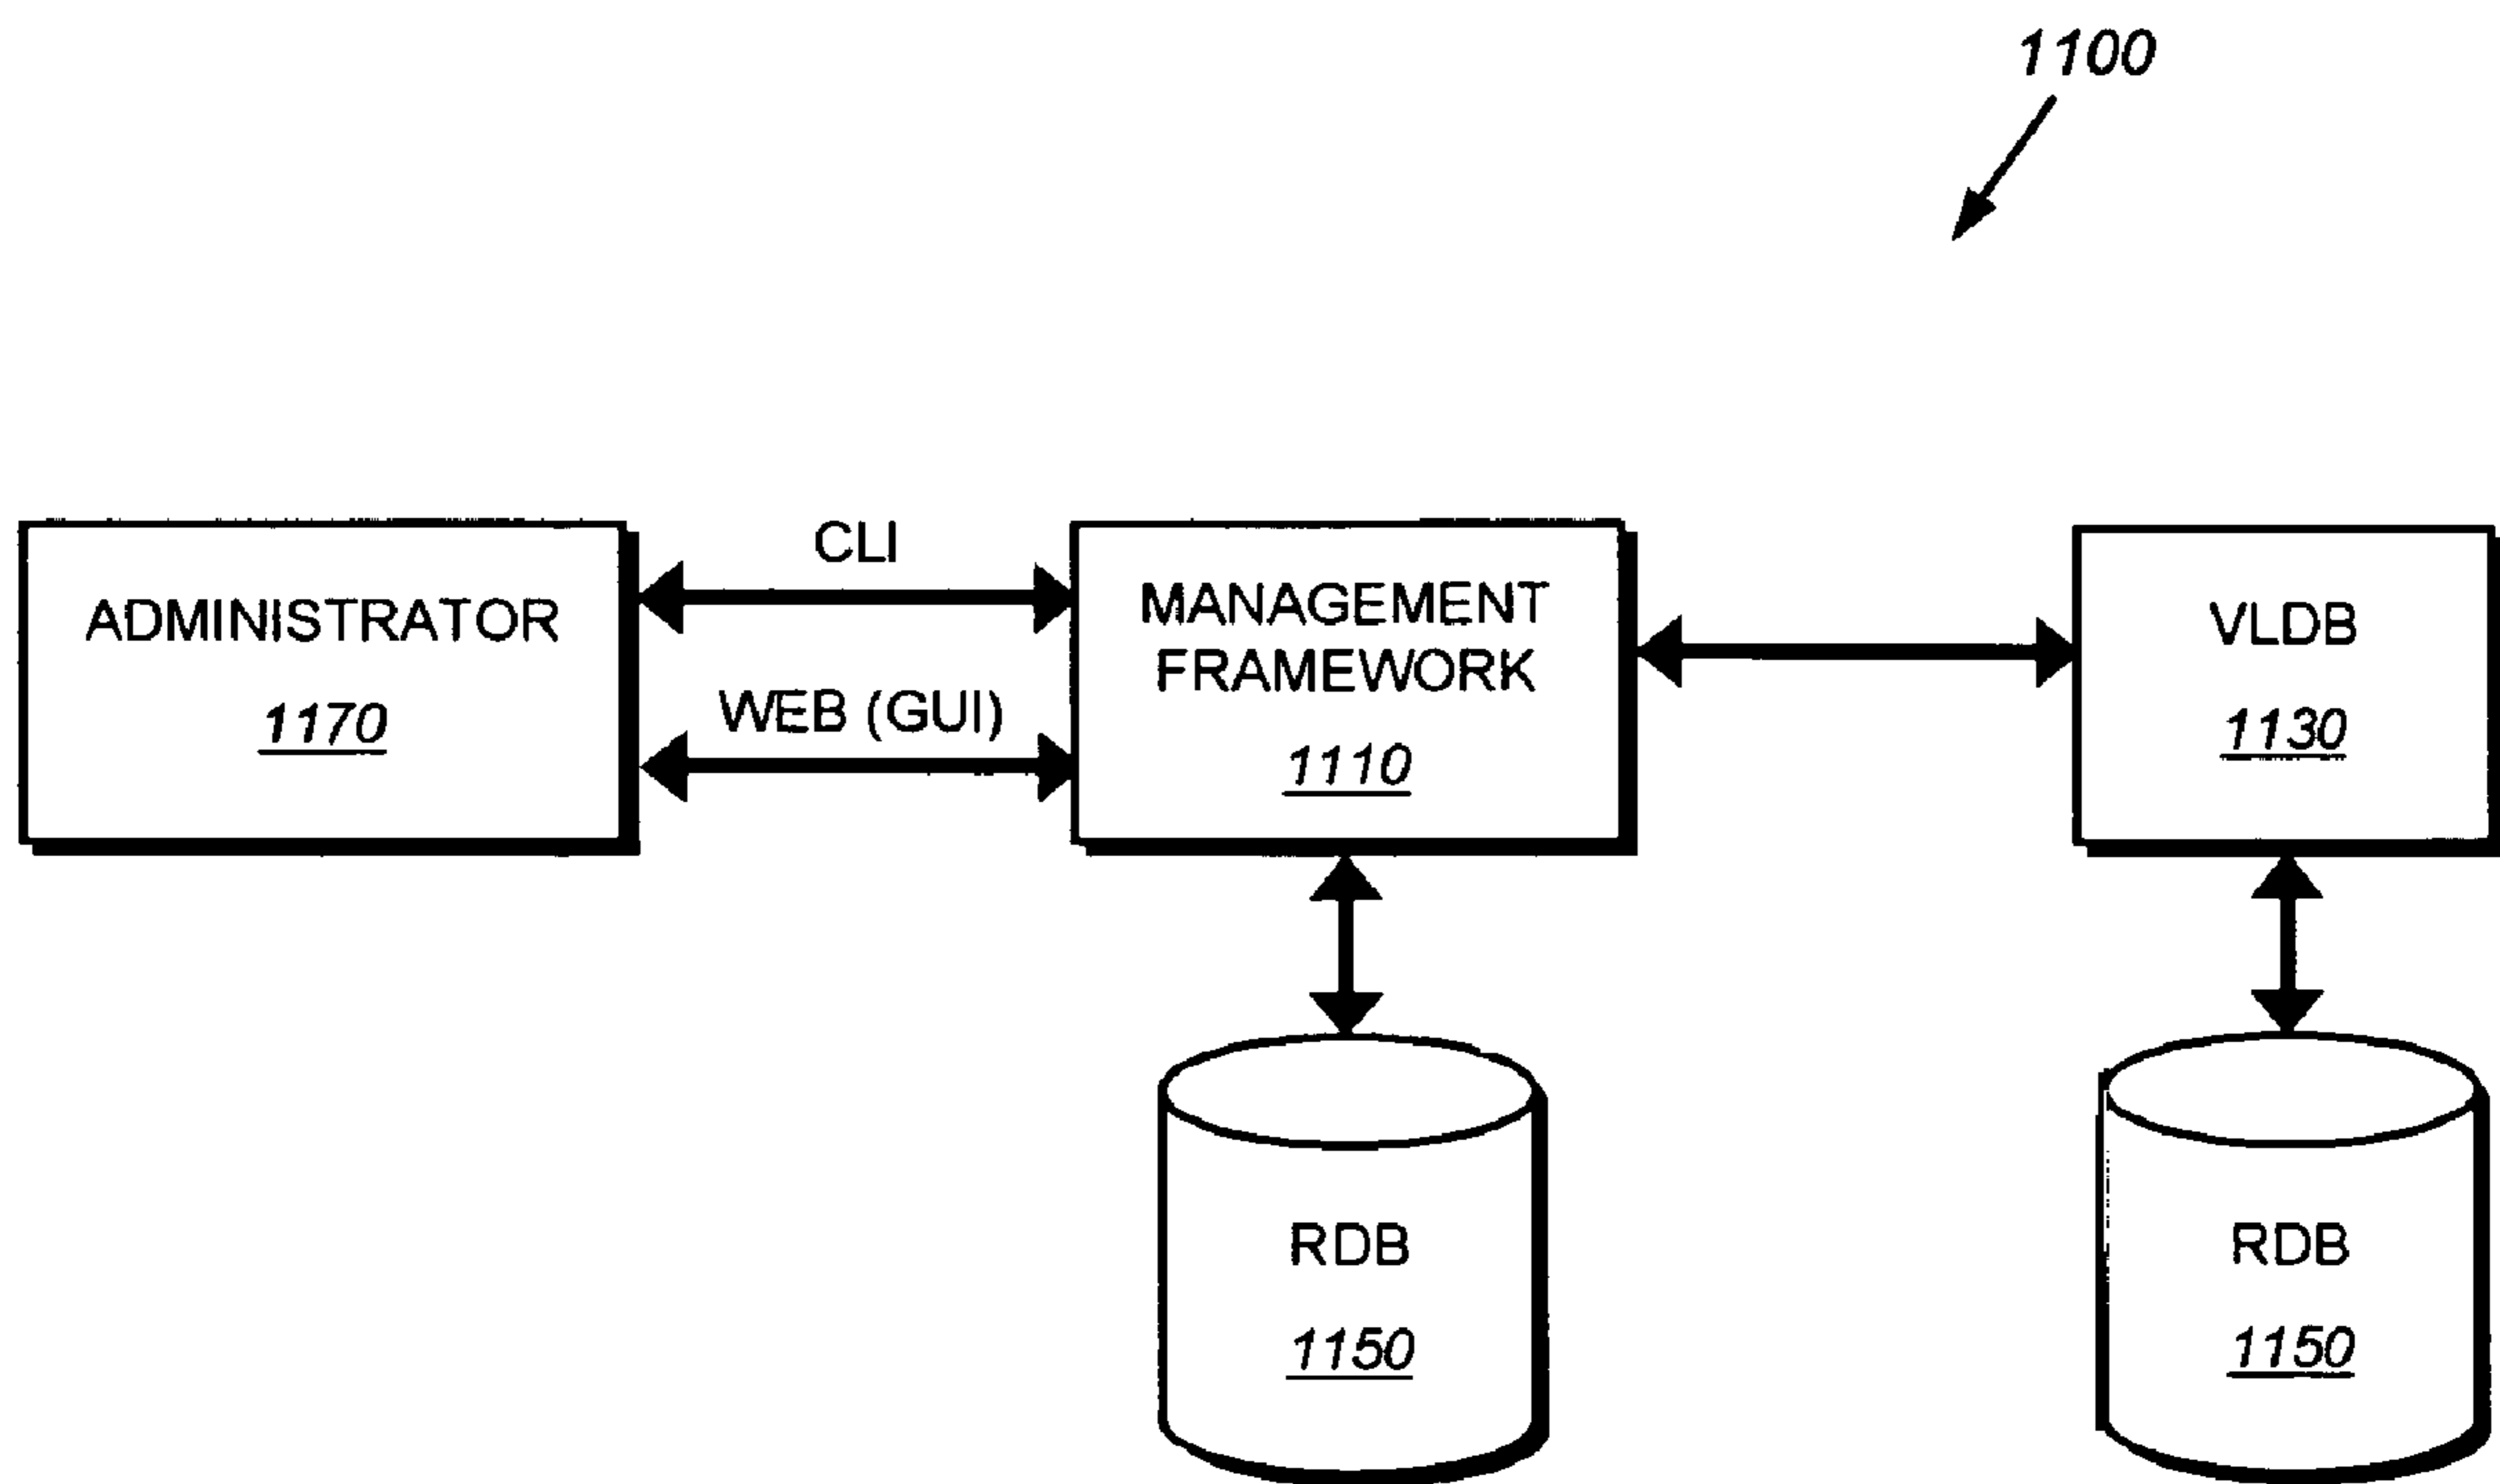 1100
ADMINISTRATOR
1170
CLI
WEB (GUI)
MANAGEMENT
FRAMEWORK
1110
VLDB
1130
RDB
1150
RDB
1150